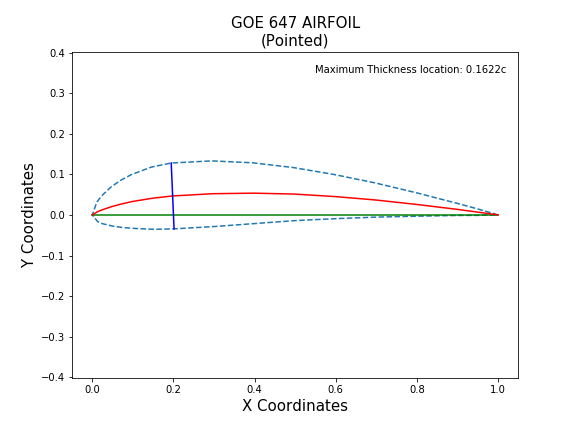 GOE 647 AIRFOIL
(Pointed)
Maximum Thickness location: 0.1622c
Y Coordinates
0.4
0.3
0.2
0.1
0.0
−0.1
−0.2
−0.3
−0.4
0.0 0.2 0.4 0.6 0.8 1.0
X Coordinates